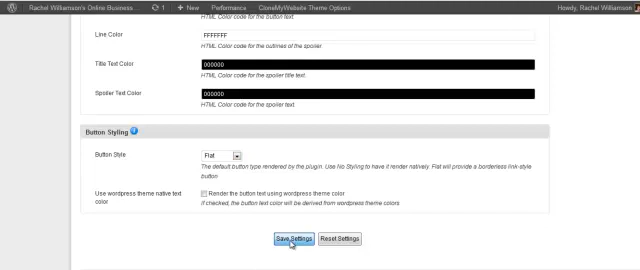 Rachel Williamson's Online Business... 1 + New Performance CloneMyWebsite Theme Options Howdy, Rachel Williamson
HTML Color code for the button text.
Line Color FFFFFFF
HTML Color code for the outlines of the spoiler.
Title Text Color 000000
HTML Color code for the spoiler title text.
Spoiler Text Color 000000
HTML Color code for the spoiler text.
Button Styling ?
Button Style Flat
The default button type rendered by the plugin. Use No Styling to have it render natively. Flat will provide a borderless link-style
button
Use wordpress theme native text Render the button text using wordpress theme color
color If checked, the button text color will be derived from wordpress theme colors
Save Settings Reset Settings